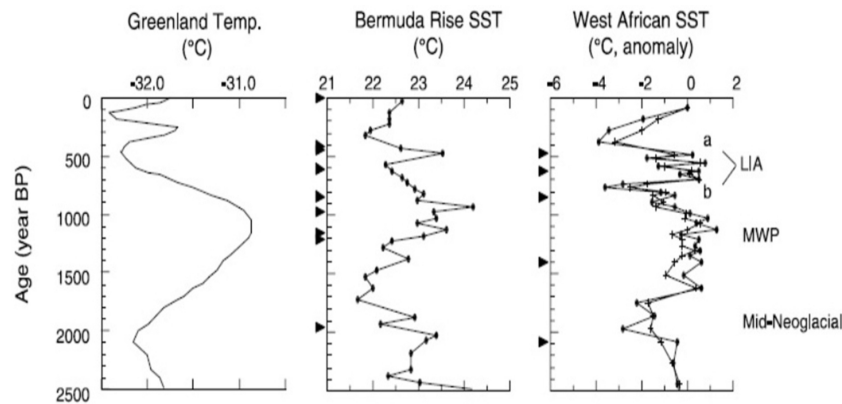 Greenland Temp. Bermuda Rise SST West African SST
(°C) (°C) (°C, anomaly)
-32.0 -31.0 21 22 23 24 25 -6 -4 -2 0 2
0
500
1000
1500
2000
2500
Age (year BP)
a
LIA
b
MWP
Mid-Neoglacial